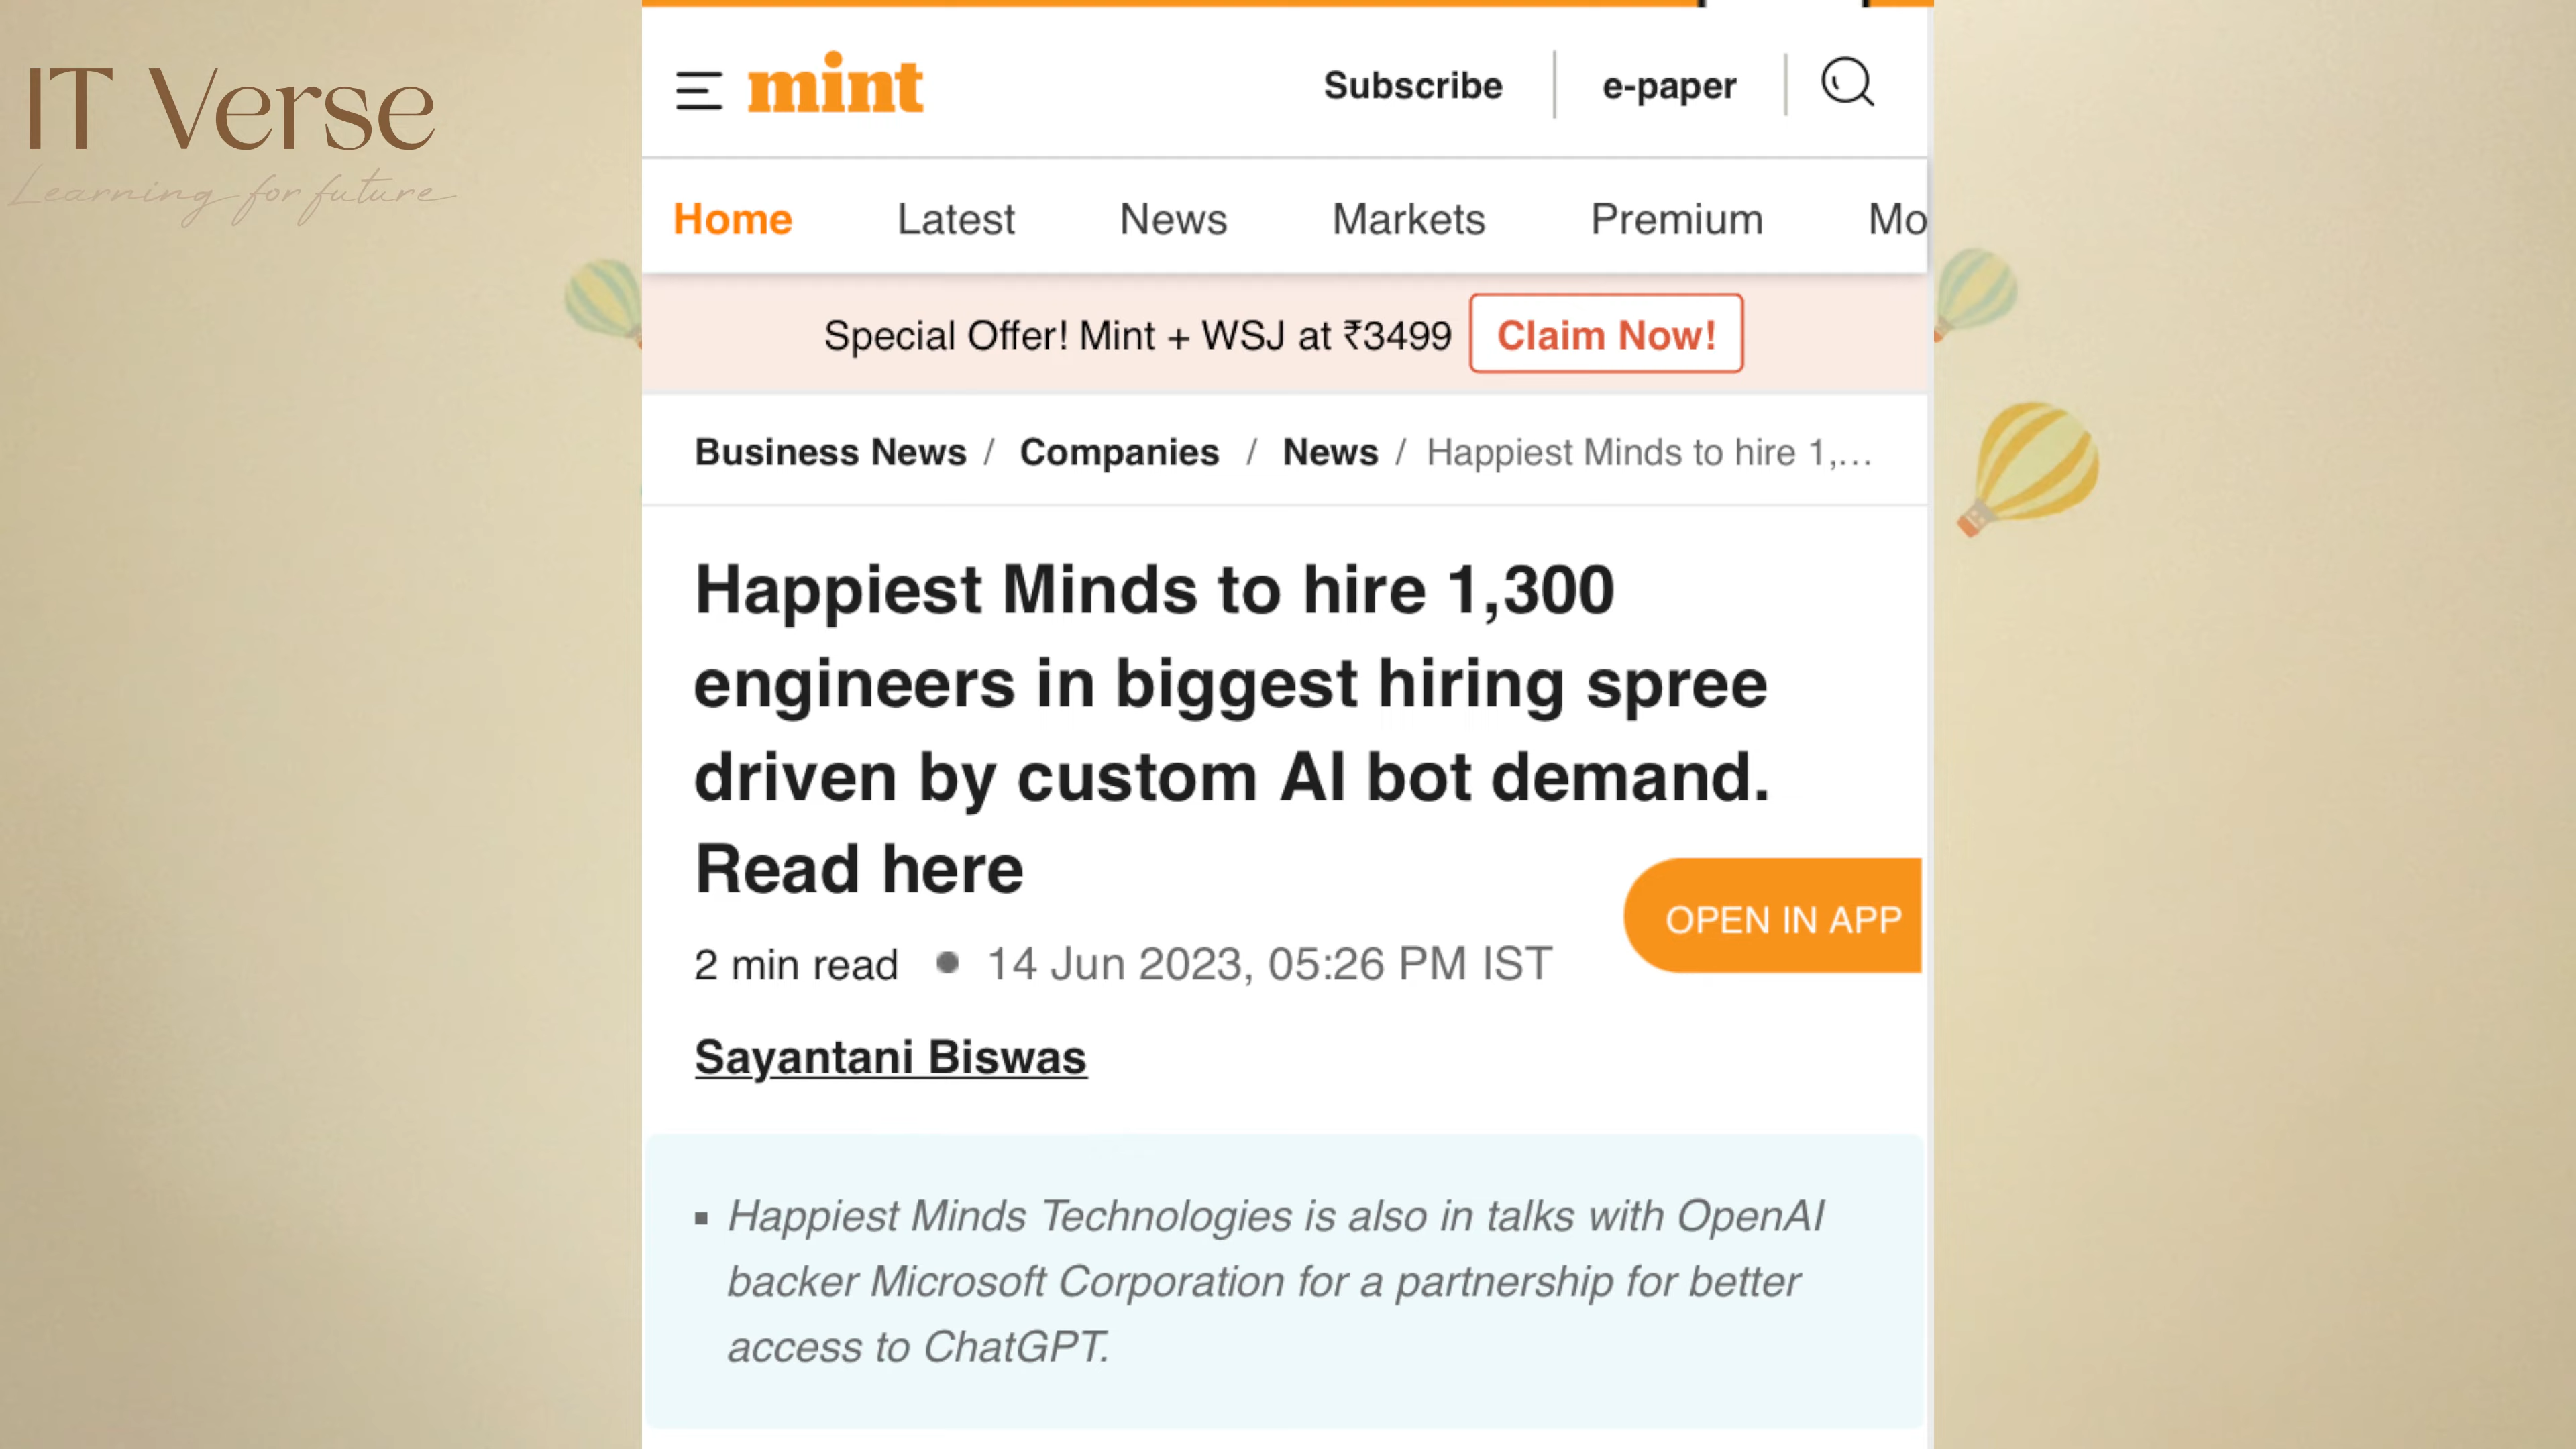 IT Verse
Learning for future
mint
Subscribe
e-paper
Home
Latest
News
Markets
Premium
Mo
Special Offer! Mint + WSJ at ₹3499
Claim Now!
Business News / Companies / News / Happiest Minds to hire 1,...
Happiest Minds to hire 1,300
engineers in biggest hiring spree
driven by custom AI bot demand.
Read here
OPEN IN APP
2 min read • 14 Jun 2023, 05:26 PM IST
Sayantani Biswas
▪ Happiest Minds Technologies is also in talks with OpenAI
backer Microsoft Corporation for a partnership for better
access to ChatGPT.